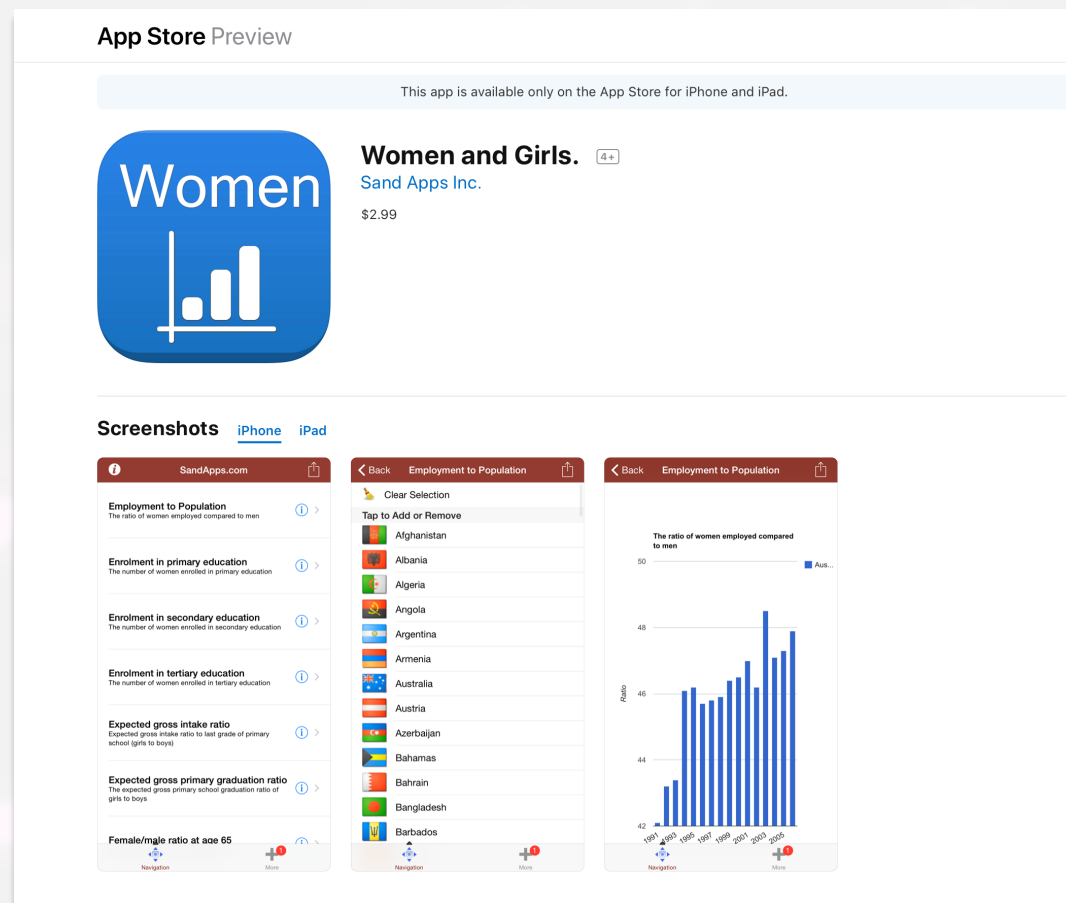 App Store Preview
This app is available only on the App Store for iPhone and iPad.
Women
Women and Girls. 4+
Sand Apps Inc.
$2.99
Screenshots iPhone iPad
SandApps.com
Employment to Population
The ratio of women employed compared to men
Enrolment in primary education
The number of women enrolled in primary education
Enrolment in secondary education
The number of women enrolled in secondary education
Enrolment in tertiary education
The number of women enrolled in tertiary education
Expected gross intake ratio
Expected gross intake ratio to last grade of primary
school (girls to boys)
Expected gross primary graduation ratio
The expected gross primary school graduation ratio of
girls to boys
Female/male ratio at age 65
Navigation
1
More
Back Employment to Population
Clear Selection
Tap to Add or Remove
Afghanistan
Albania
Algeria
Angola
Argentina
Armenia
Australia
Austria
Azerbaijan
Bahamas
Bahrain
Bangladesh
Barbados
Navigation
1
More
Back Employment to Population
The ratio of women employed compared
to men
Aus...
50
48
46
44
42
Ratio
1991 1993 1995 1997 1999 2001 2003 2005
Navigation
1
More